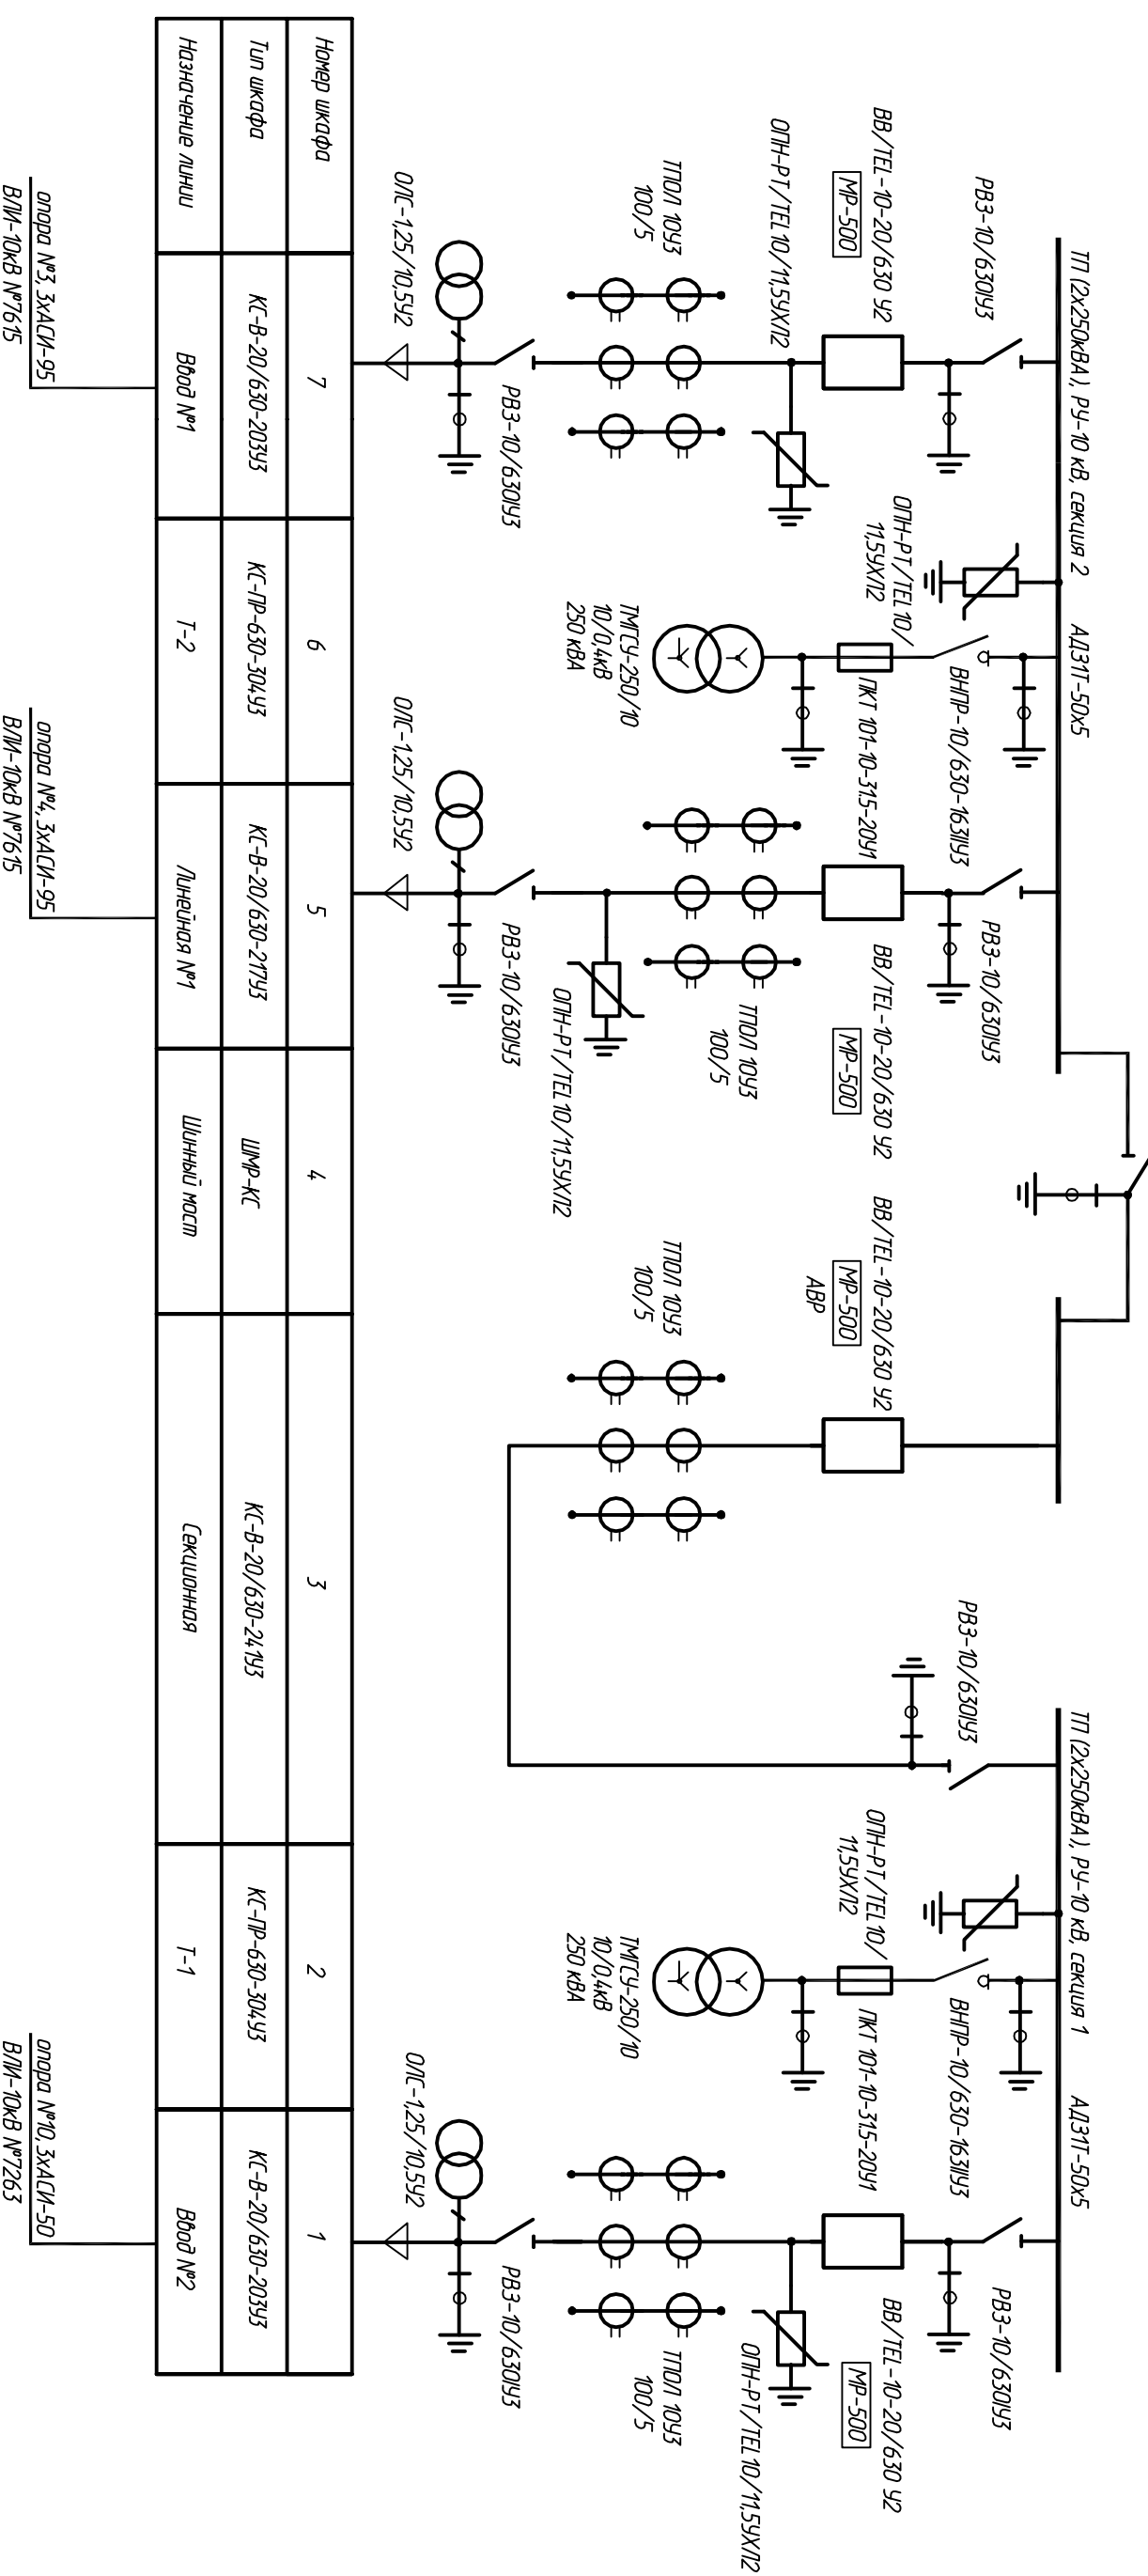 ТП (2х250кВА), РУ-10 кВ, секция 2
АД31Т-50х5
ТП (2х250кВА), РУ-10 кВ, секция 1
АД31Т-50х5
РВЗ-10/630IУ3
ВВ/TEL-10-20/630 У2
МР-500
ОПН-РТ/TEL 10/11,5УХЛ2
ТПОЛ 10У3
100/5
РВЗ-10/630IУ3
ОЛС-1,25/10,5У2
ОПН-РТ/TEL 10/
11,5УХЛ2
ВНПР-10/630-163IIУ3
ПКТ 101-10-31,5-20У1
ТМГСУ-250/10
10/0,4кВ
250 кВА
РВЗ-10/630IУ3
ВВ/TEL-10-20/630 У2
МР-500
ТПОЛ 10У3
100/5
ОПН-РТ/TEL 10/11,5УХЛ2
РВЗ-10/630IУ3
ОЛС-1,25/10,5У2
ВВ/TEL-10-20/630 У2
МР-500
АВР
ТПОЛ 10У3
100/5
РВЗ-10/630IУ3
ОПН-РТ/TEL 10/
11,5УХЛ2
ВНПР-10/630-163IIУ3
ПКТ 101-10-31,5-20У1
ТМГСУ-250/10
10/0,4кВ
250 кВА
РВЗ-10/630IУ3
ВВ/TEL-10-20/630 У2
МР-500
ОПН-РТ/TEL 10/11,5УХЛ2
ТПОЛ 10У3
100/5
РВЗ-10/630IУ3
ОЛС-1,25/10,5У2
Номер шкафа 7 6 5 4 3 2 1
Тип шкафа КС-В-20/630-203У3 КС-ПР-630-304У3 КС-В-20/630-217У3 ШМР-КС КС-В-20/630-241У3 КС-ПР-630-304У3 КС-В-20/630-203У3
Назначение линии Ввод №1 Т-2 Линейная №1 Шинный мост Секционная Т-1 Ввод №2
опора №3, 3хАСИ-95
ВЛИ-10кВ №7615
опора №4, 3хАСИ-95
ВЛИ-10кВ №7615
опора №10, 3хАСИ-50
ВЛИ-10кВ №7263